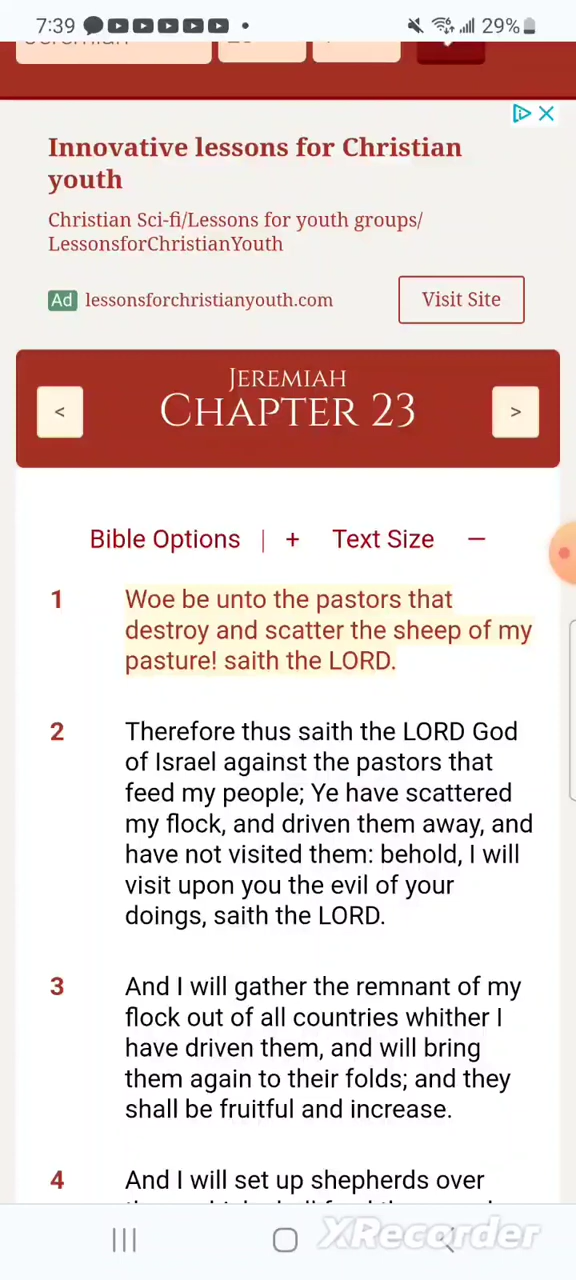 7:39
29%
Innovative lessons for Christian
youth
Christian Sci-fi/Lessons for youth groups/
LessonsforChristianYouth
Ad lessonsforchristianyouth.com
Visit Site
JEREMIAH
< CHAPTER 23 >
Bible Options | + Text Size —
1 Woe be unto the pastors that
destroy and scatter the sheep of my
pasture! saith the LORD.
2 Therefore thus saith the LORD God
of Israel against the pastors that
feed my people; Ye have scattered
my flock, and driven them away, and
have not visited them: behold, I will
visit upon you the evil of your
doings, saith the LORD.
3 And I will gather the remnant of my
flock out of all countries whither I
have driven them, and will bring
them again to their folds; and they
shall be fruitful and increase.
4 And I will set up shepherds over
XRecorder